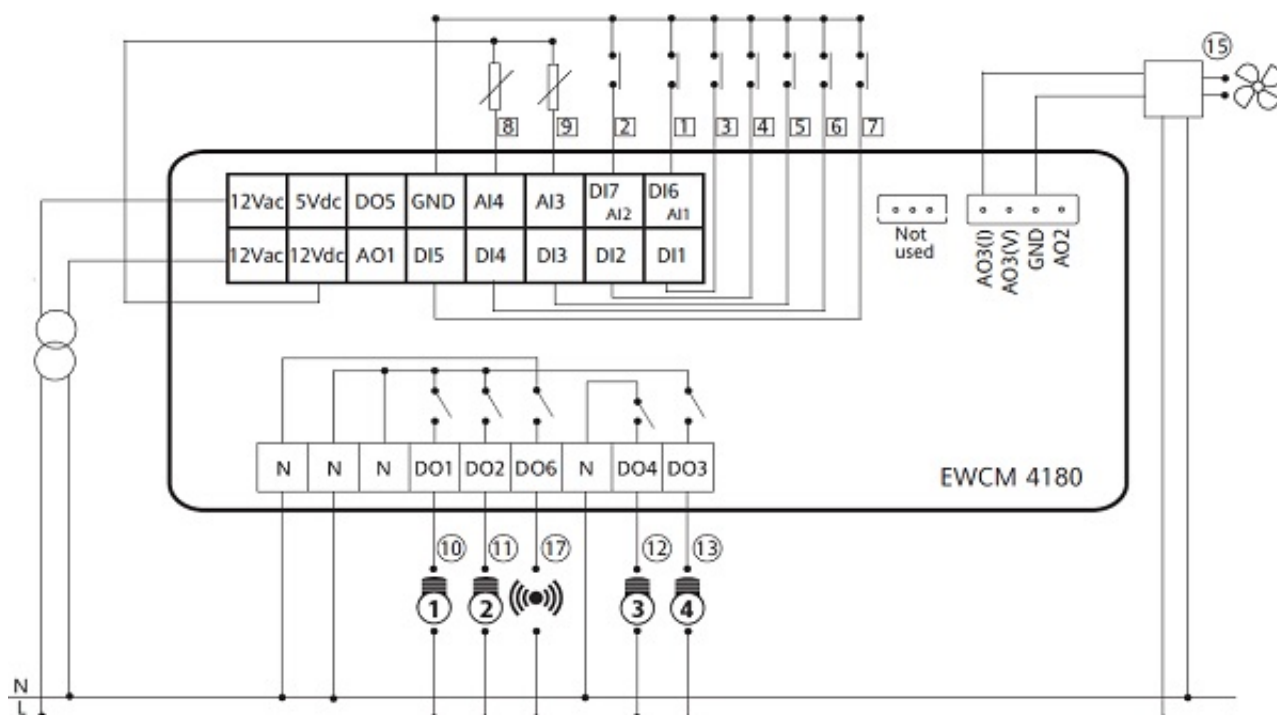 15
8 9 2 1 3 4 5 6 7
12Vac 5Vdc DO5 GND AI4 AI3 DI7 AI2 DI6 AI1
12Vac 12Vdc AO1 DI5 DI4 DI3 DI2 DI1
Not
used
AO3(I)
AO3(V)
GND
AO2
N N N DO1 DO2 DO6 N DO4 DO3
EWCM 4180
10 11 17 12 13
1 2 3 4
N
L